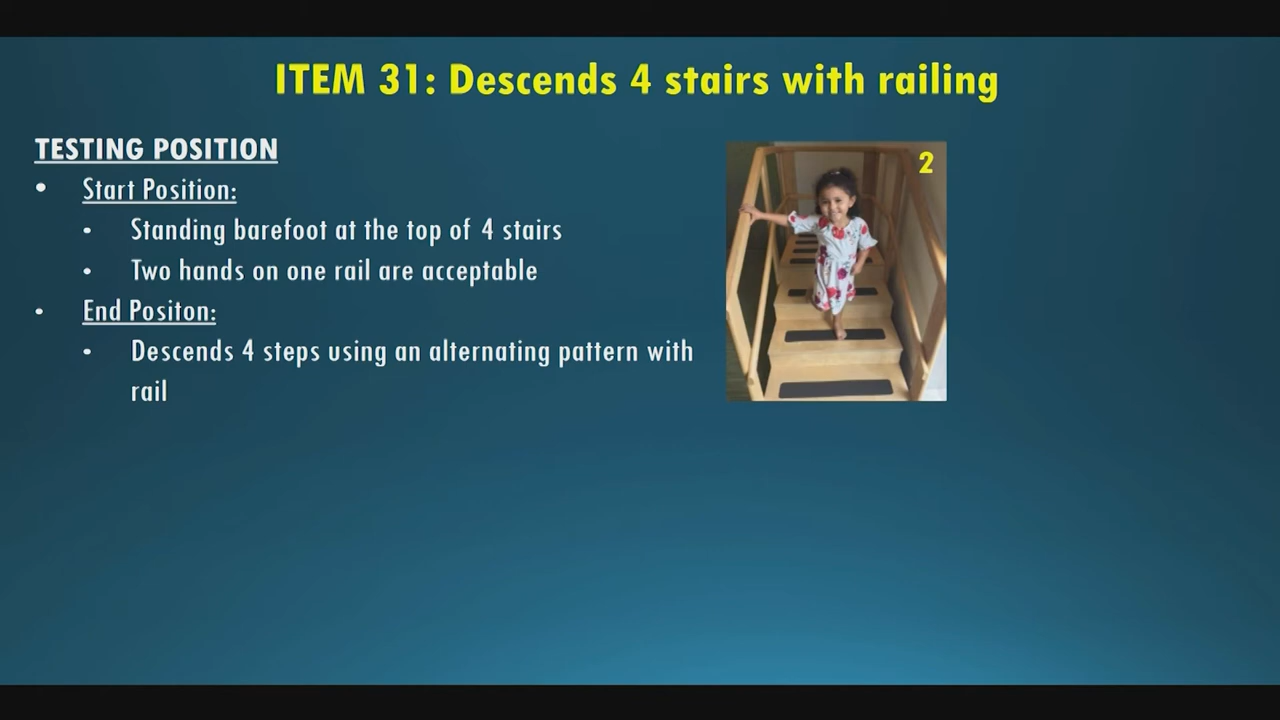 ITEM 31: Descends 4 stairs with railing
TESTING POSITION
• Start Position:
• Standing barefoot at the top of 4 stairs
• Two hands on one rail are acceptable
• End Positon:
• Descends 4 steps using an alternating pattern with
rail
2